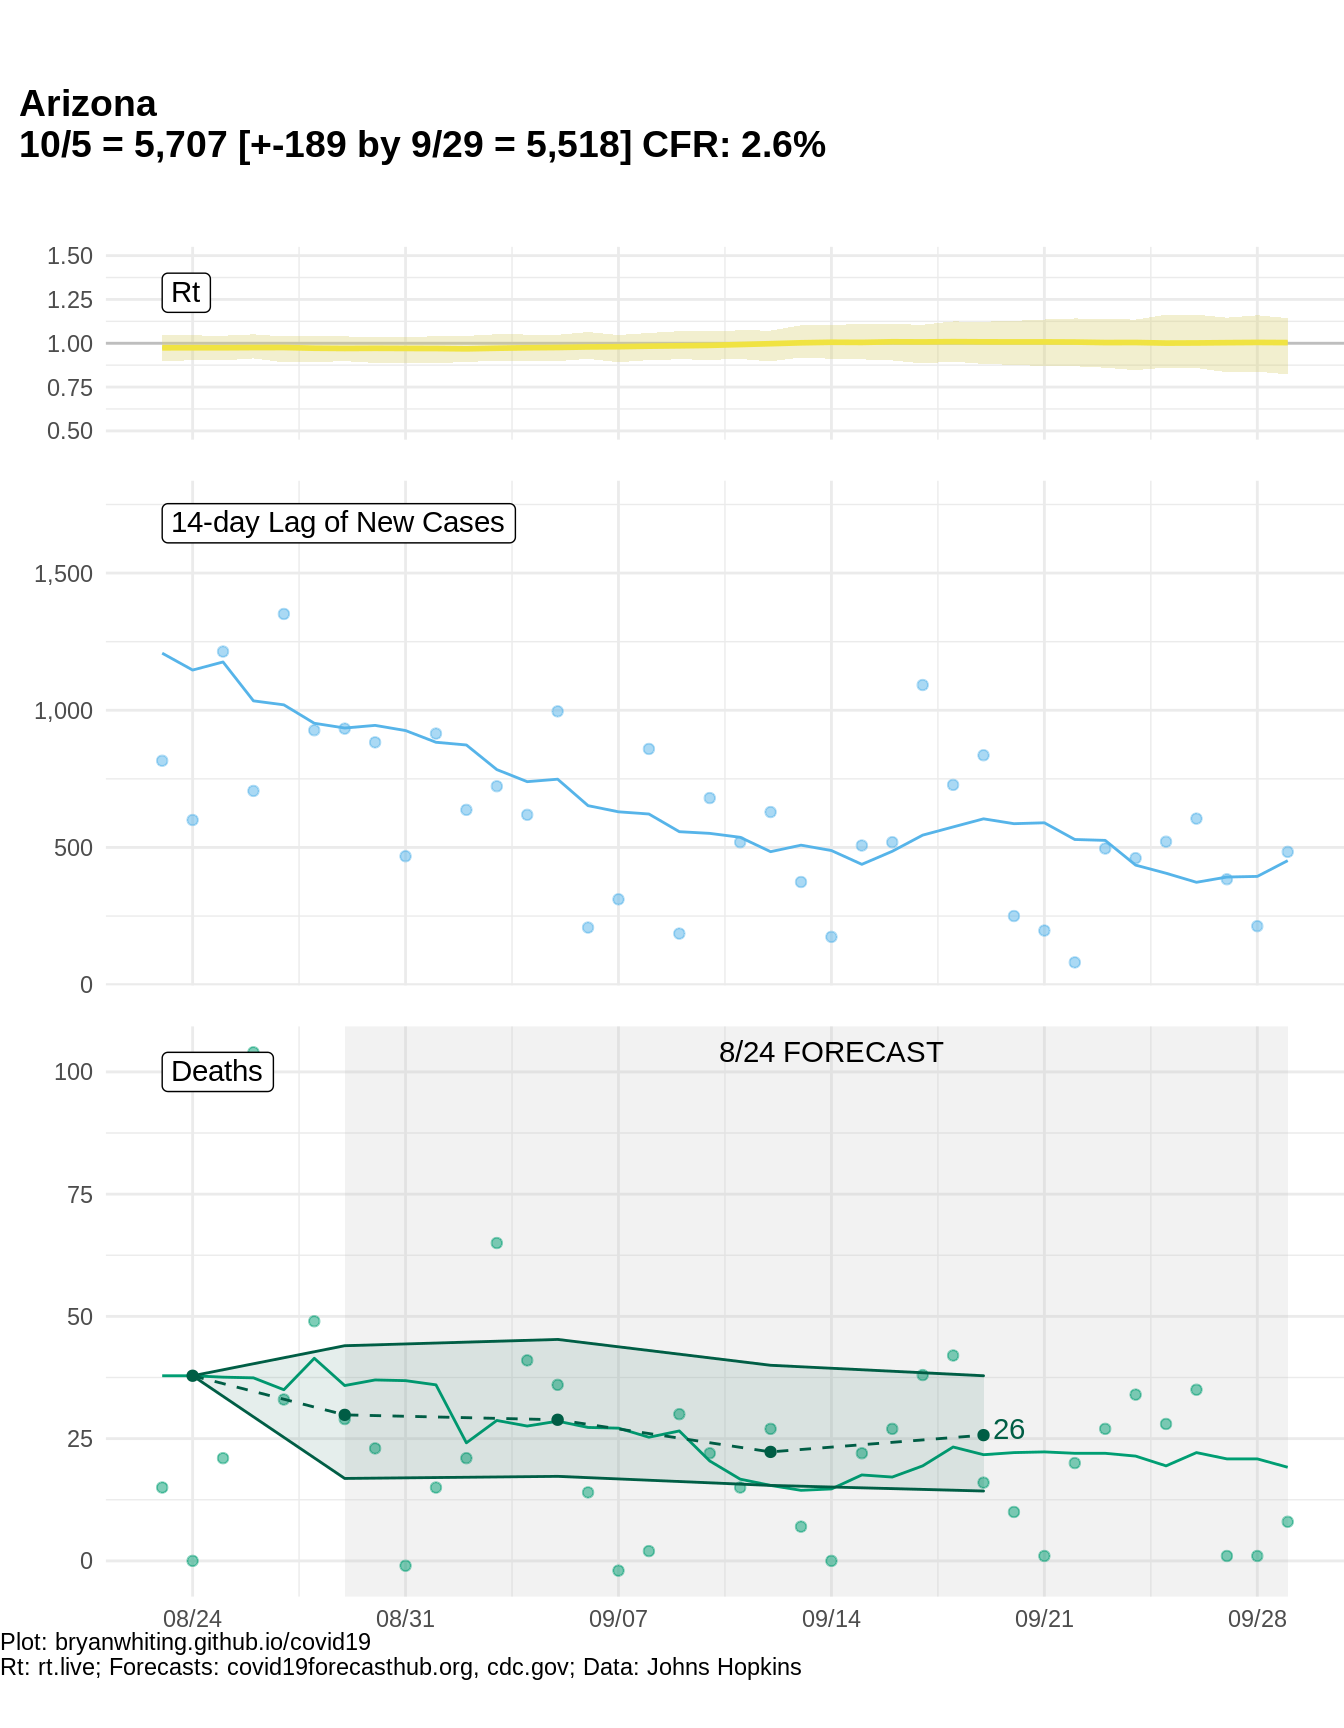 Arizona
10/5 = 5,707 [+-189 by 9/29 = 5,518] CFR: 2.6%
1.50
Rt
1.25
1.00
0.75
0.50
14-day Lag of New Cases
1,500
1,000
500
0
8/24 FORECAST
Deaths
100
75
50
26
25
0
08/24 08/31 09/07 09/14 09/21 09/28
Plot: bryanwhiting.github.io/covid19
Rt: rt.live; Forecasts: covid19forecasthub.org, cdc.gov; Data: Johns Hopkins